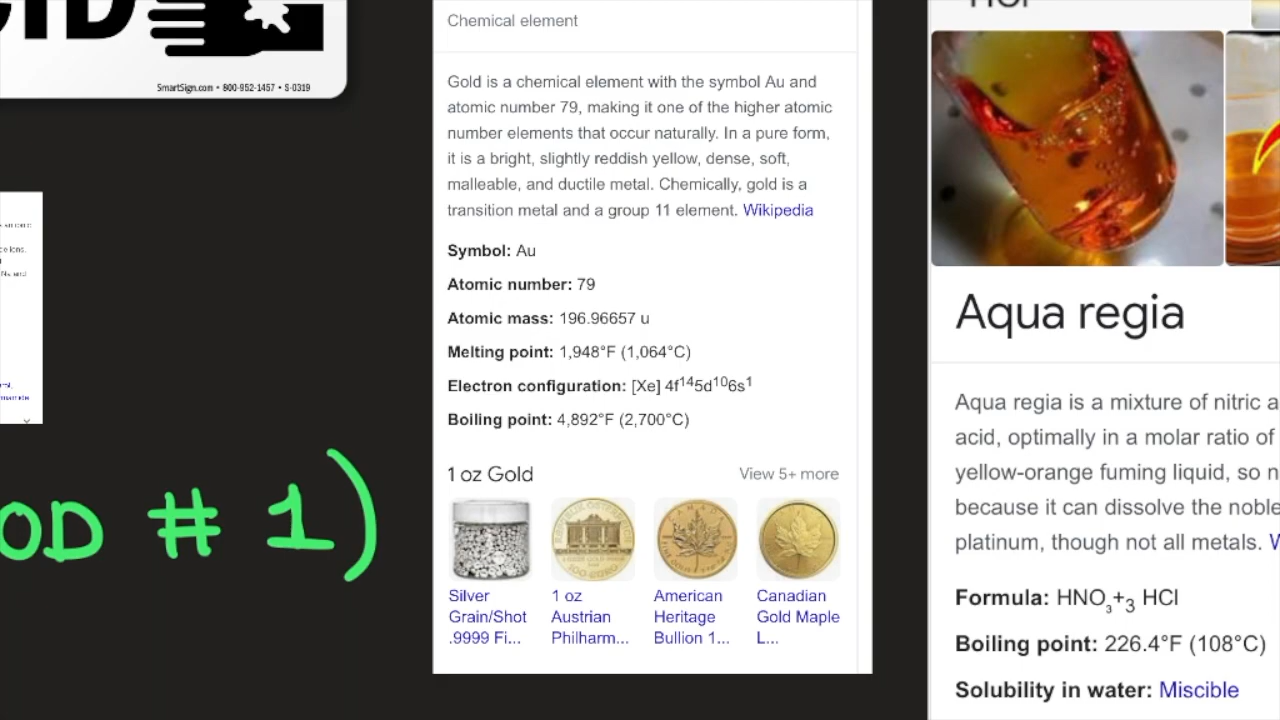 SmartSign.com • 800-952-1457 • S-0319
OD # 1)
Chemical element
Gold is a chemical element with the symbol Au and
atomic number 79, making it one of the higher atomic
number elements that occur naturally. In a pure form,
it is a bright, slightly reddish yellow, dense, soft,
malleable, and ductile metal. Chemically, gold is a
transition metal and a group 11 element. Wikipedia
Symbol: Au
Atomic number: 79
Atomic mass: 196.96657 u
Melting point: 1,948°F (1,064°C)
Electron configuration: [Xe] 4f¹⁴5d¹⁰6s¹
Boiling point: 4,892°F (2,700°C)
1 oz Gold
View 5+ more
Silver
Grain/Shot
.9999 Fi...
1 oz
Austrian
Philharm...
American
Heritage
Bullion 1...
Canadian
Gold Maple
L...
Aqua regia
Aqua regia is a mixture of nitric a
acid, optimally in a molar ratio of
yellow-orange fuming liquid, so n
because it can dissolve the noble
platinum, though not all metals. W
Formula: HNO₃+₃ HCl
Boiling point: 226.4°F (108°C)
Solubility in water: Miscible